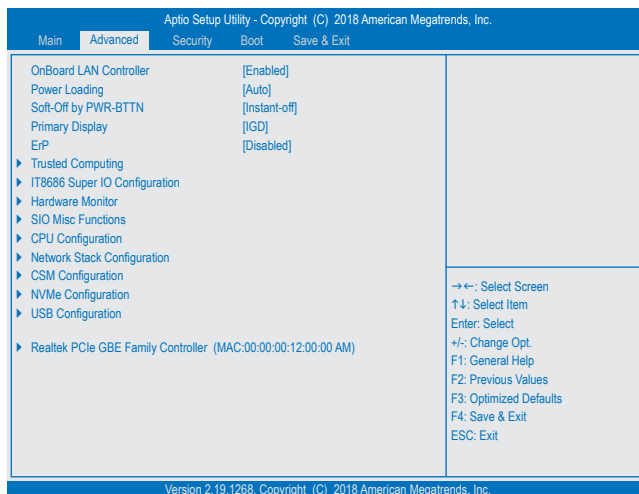 Aptio Setup Utility - Copyright (C) 2018 American Megatrends, Inc.
Main Advanced Security Boot Save & Exit
OnBoard LAN Controller [Enabled]
Power Loading [Auto]
Soft-Off by PWR-BTTN [Instant-off]
Primary Display [IGD]
ErP [Disabled]
Trusted Computing
IT8686 Super IO Configuration
Hardware Monitor
SIO Misc Functions
CPU Configuration
Network Stack Configuration
CSM Configuration
NVMe Configuration
USB Configuration
Realtek PCIe GBE Family Controller (MAC:00:00:00:12:00:00 AM)
→←: Select Screen
↑↓: Select Item
Enter: Select
+/-: Change Opt.
F1: General Help
F2: Previous Values
F3: Optimized Defaults
F4: Save & Exit
ESC: Exit
Version 2.19.1268. Copyright (C) 2018 American Megatrends, Inc.